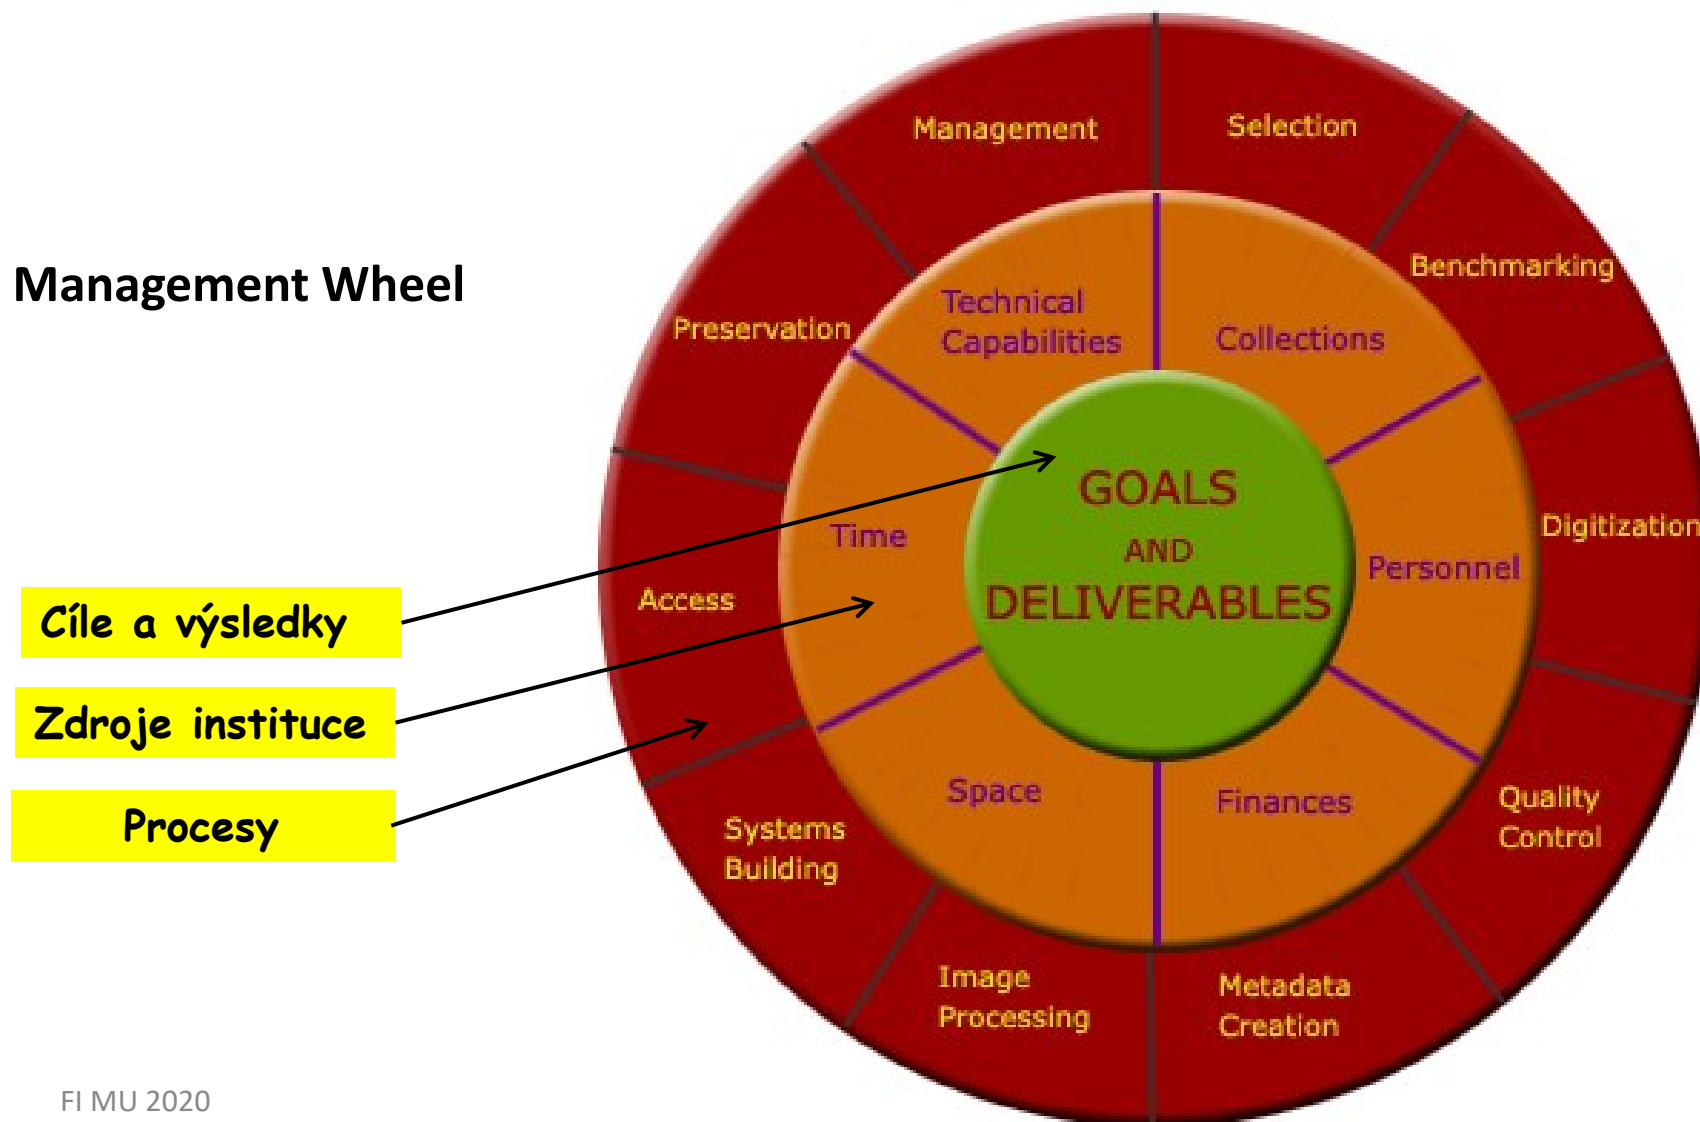 Management Wheel
Management
Selection
Benchmarking
Digitization
Quality
Control
Metadata
Creation
Image
Processing
Systems
Building
Access
Preservation
Technical
Capabilities
Collections
Personnel
Finances
Space
Time
GOALS
AND
DELIVERABLES
Cíle a výsledky
Zdroje instituce
Procesy
FI MU 2020